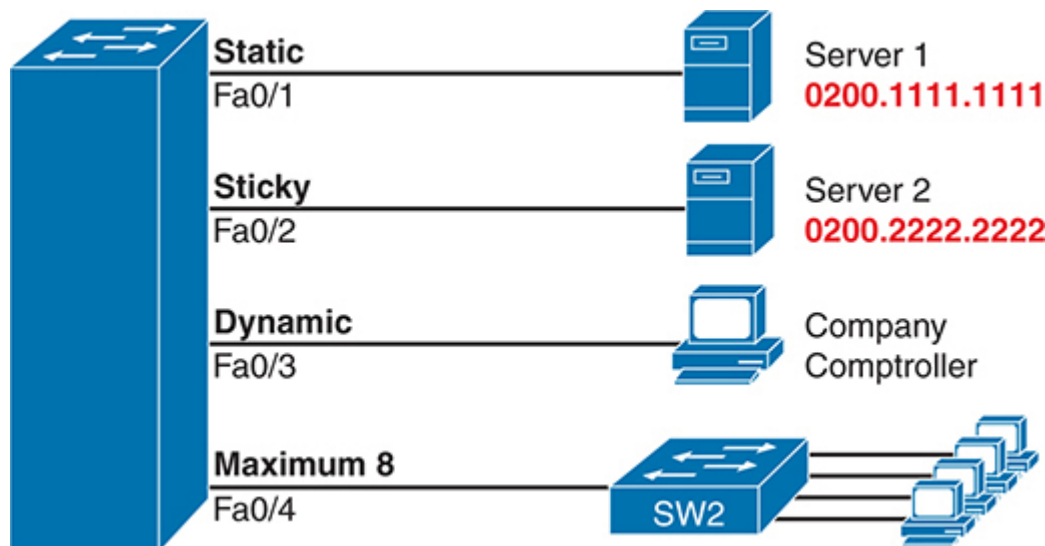 Static
Fa0/1
Server 1
0200.1111.1111
Sticky
Fa0/2
Server 2
0200.2222.2222
Dynamic
Fa0/3
Company
Comptroller
Maximum 8
Fa0/4
SW2